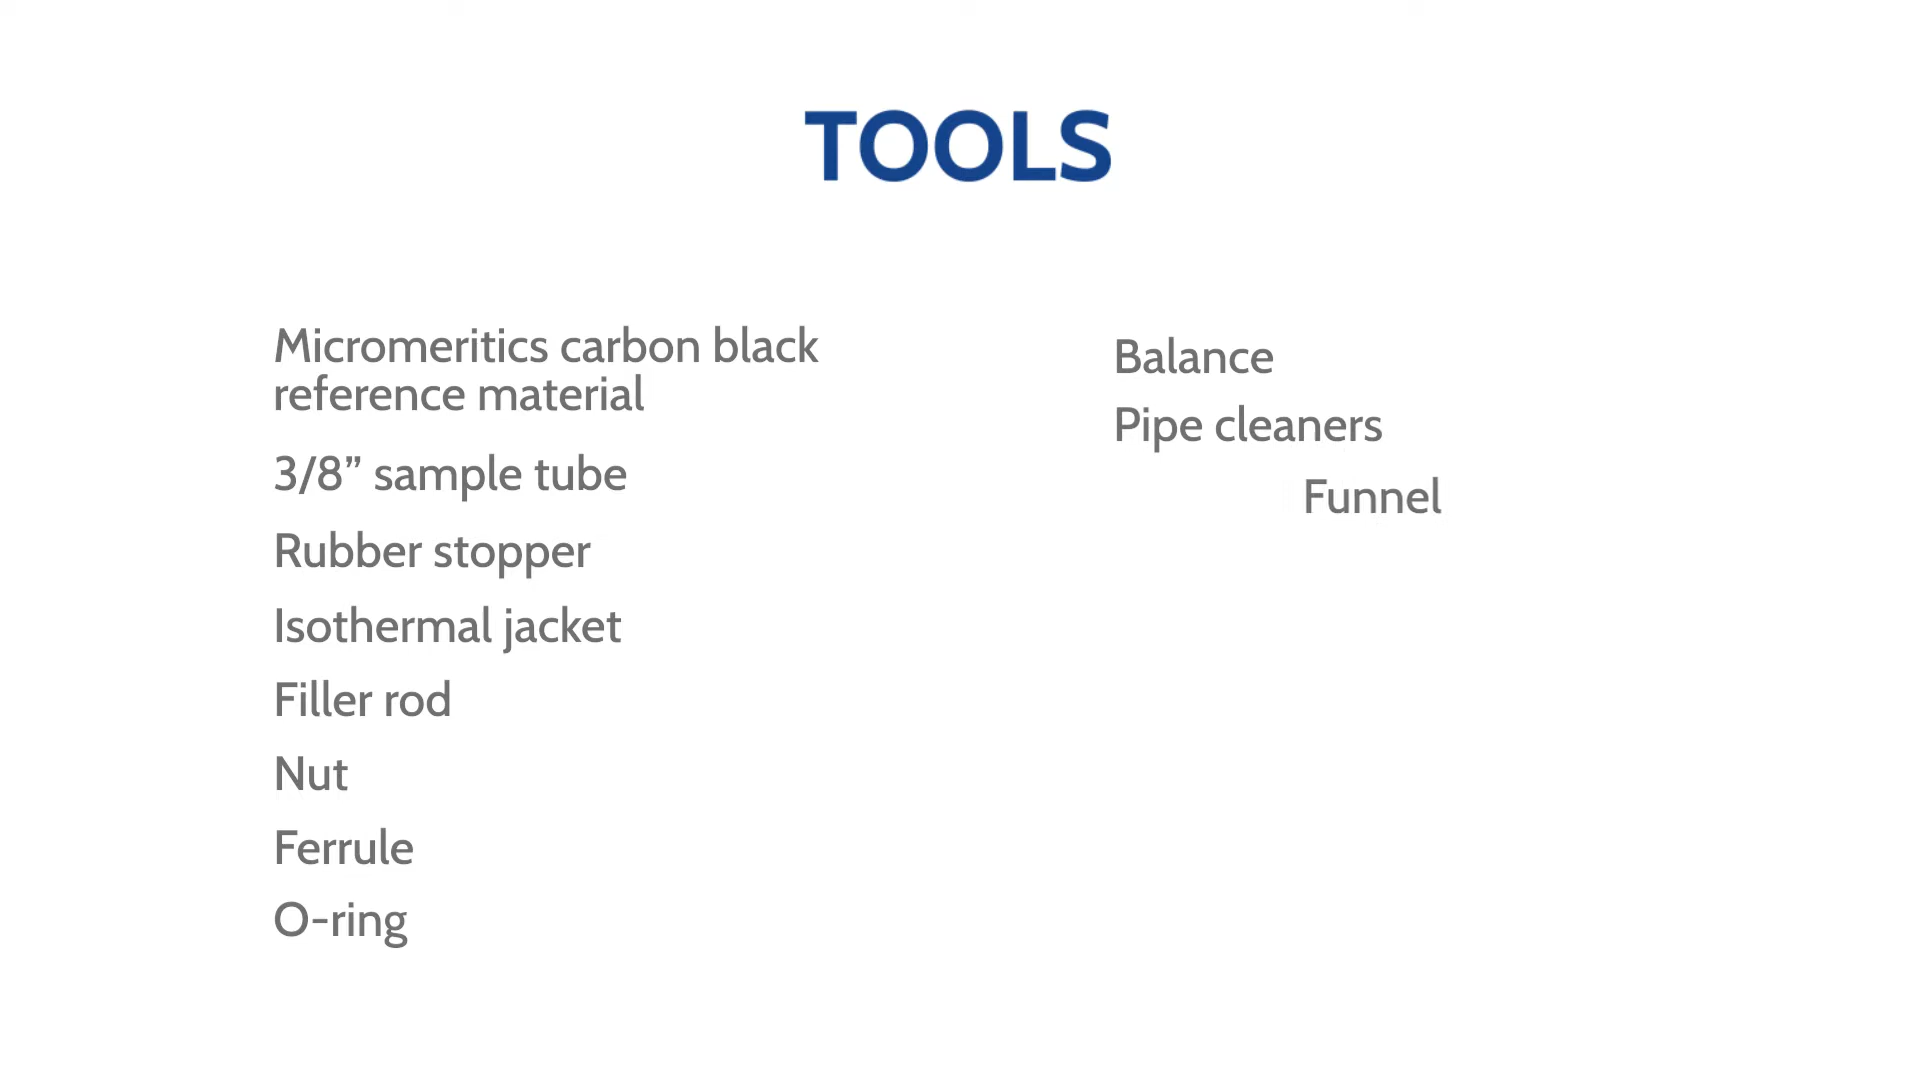 TOOLS
Micromeritics carbon black
reference material
3/8” sample tube
Rubber stopper
Isothermal jacket
Filler rod
Nut
Ferrule
O-ring
Balance
Pipe cleaners
Funnel